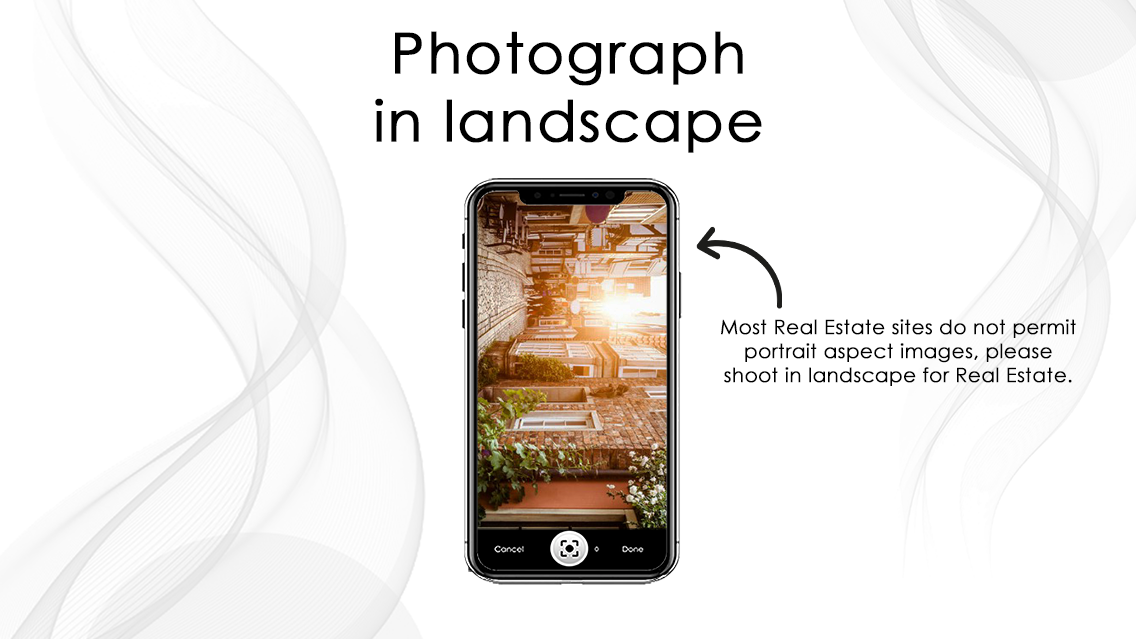 Photograph
in landscape
Most Real Estate sites do not permit
portrait aspect images, please
shoot in landscape for Real Estate.
Cancel
0
Done